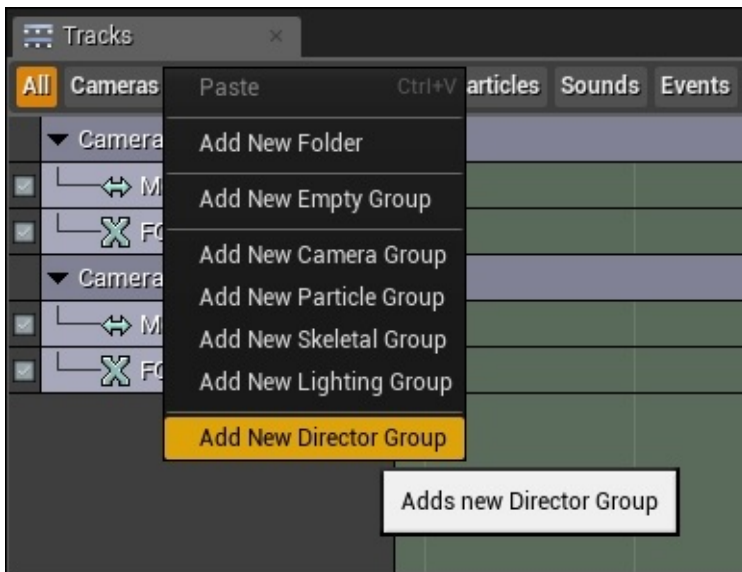 Tracks
All Cameras articles Sounds Events
Paste Ctrl+V
Camera
Add New Folder
M
Add New Empty Group
FO
Add New Camera Group
Camera
Add New Particle Group
M
Add New Skeletal Group
FO
Add New Lighting Group
Add New Director Group
Adds new Director Group